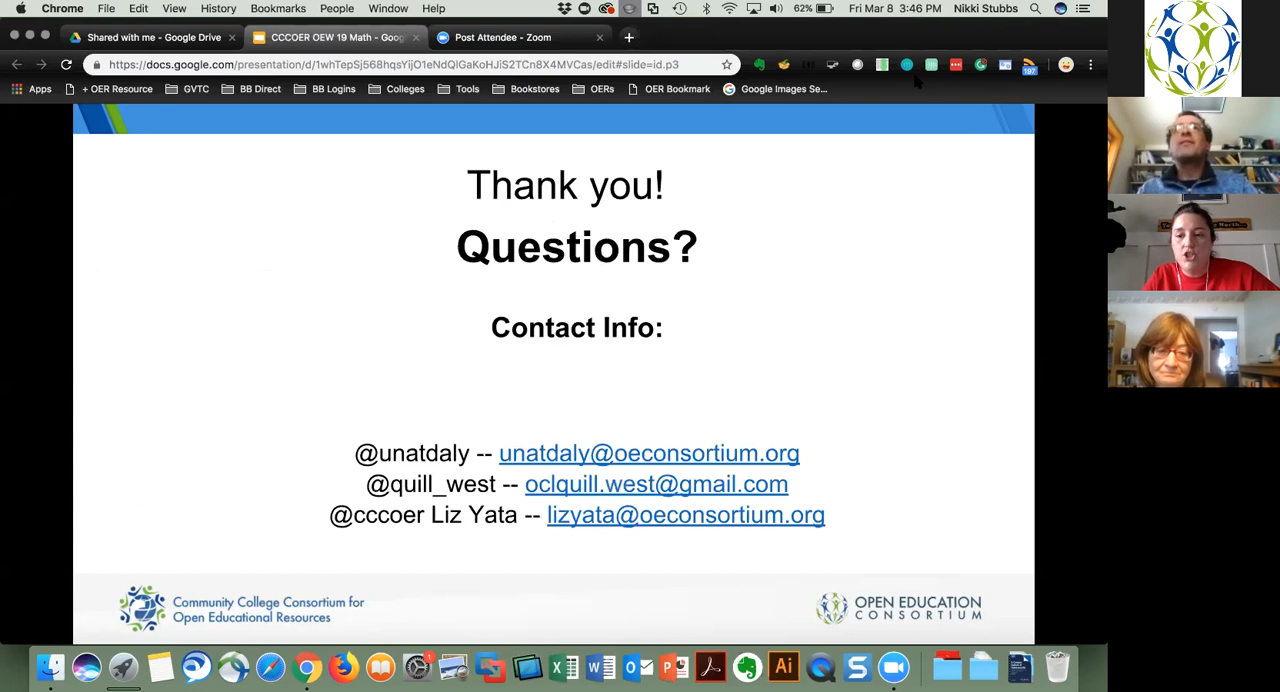 Chrome File Edit View History Bookmarks People Window Help 62% Fri Mar 8 3:46 PM Nikki Stubbs
Shared with me - Google Drive CCCOER OEW 19 Math - Goog Post Attendee - Zoom
https://docs.google.com/presentation/d/1whTepSj568hqsYijO1eNdQlGaKoHJiS2TCn8X4MVCas/edit#slide=id.p3 197
Apps + OER Resource GVTC BB Direct BB Logins Colleges Tools Bookstores OERs OER Bookmark Google Images Se...
Thank you!
Questions?
Contact Info:
@unatdaly -- unatdaly@oeconsortium.org
@quill_west -- oclquill.west@gmail.com
@cccoer Liz Yata -- lizyata@oeconsortium.org
Community College Consortium for
Open Educational Resources
OPEN EDUCATION
CONSORTIUM